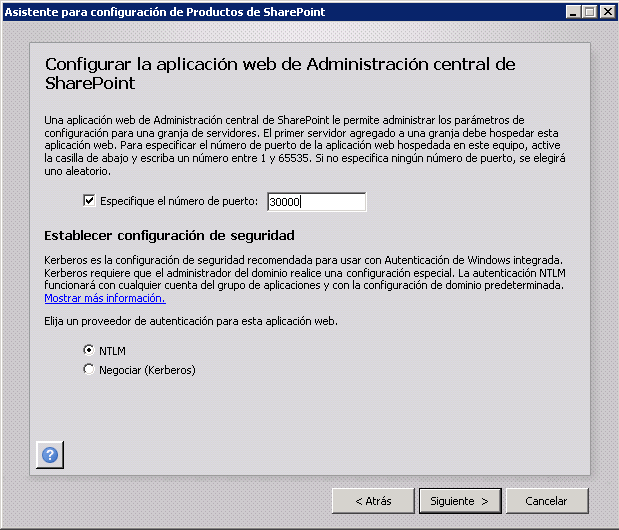 Asistente para configuración de Productos de SharePoint
Configurar la aplicación web de Administración central de
SharePoint
Una aplicación web de Administración central de SharePoint le permite administrar los parámetros de
configuración para una granja de servidores. El primer servidor agregado a una granja debe hospedar esta
aplicación web. Para especificar el número de puerto de la aplicación web hospedada en este equipo, active
la casilla de abajo y escriba un número entre 1 y 65535. Si no especifica ningún número de puerto, se elegirá
uno aleatorio.
Especifique el número de puerto: 30000
Establecer configuración de seguridad
Kerberos es la configuración de seguridad recomendada para usar con Autenticación de Windows integrada.
Kerberos requiere que el administrador del dominio realice una configuración especial. La autenticación NTLM
funcionará con cualquier cuenta del grupo de aplicaciones y con la configuración de dominio predeterminada.
Mostrar más información.
Elija un proveedor de autenticación para esta aplicación web.
NTLM
Negociar (Kerberos)
?
< Atrás Siguiente > Cancelar